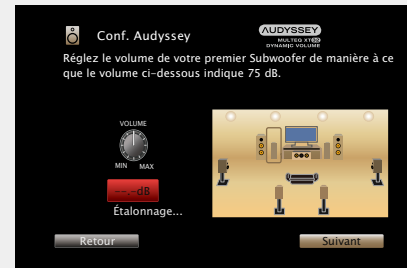 Conf. Audyssey
AUDYSSEY
MULTEQ XT32
DYNAMIC VOLUME
Réglez le volume de votre premier Subwoofer de manière à ce
que le volume ci-dessous indique 75 dB.
VOLUME
MIN MAX
--.-dB
Étalonnage...
Retour
Suivant